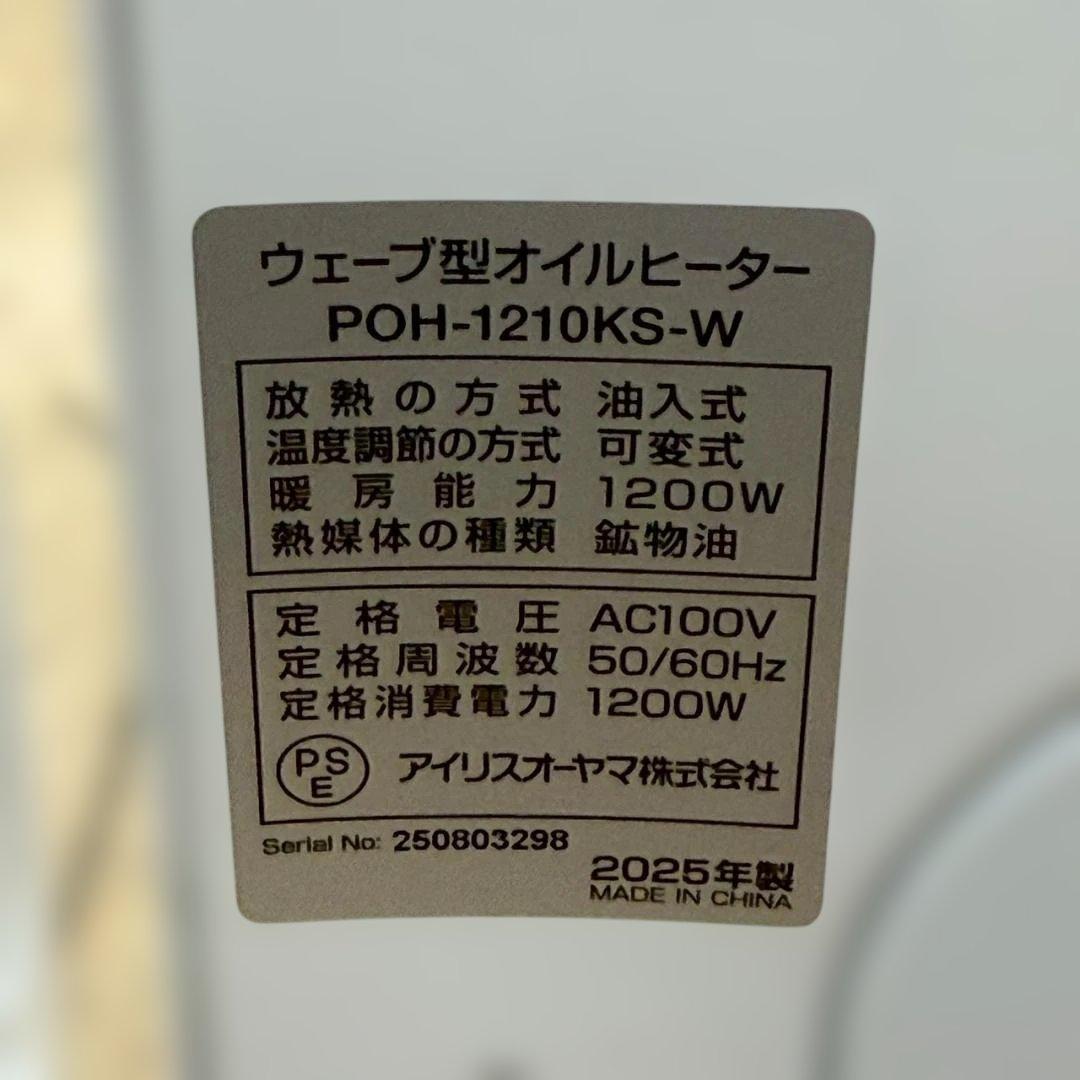 ウェーブ型オイルヒーター
POH-1210KS-W
放熱の方式 油入式
温度調節の方式 可変式
暖房能力 1200W
熱媒体の種類 鉱物油
定格電圧 AC100V
定格周波数 50/60Hz
定格消費電力 1200W
PSE アイリスオーヤマ株式会社
Serial No: 250803298
2025年製
MADE IN CHINA